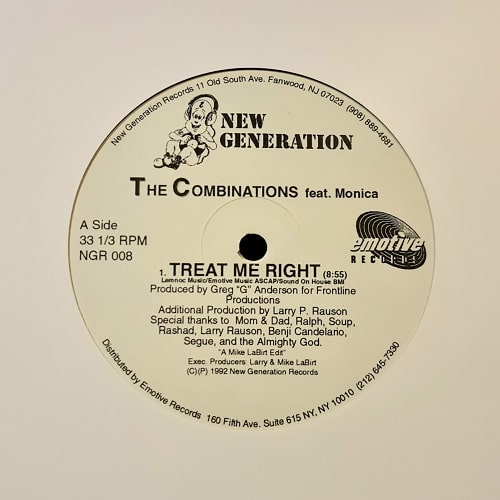 New Generation Records 11 Old South Ave. Fanwood, NJ 07023 (908) 889-4681
NEW
GENERATION
THE COMBINATIONS feat. Monica
A Side
33 1/3 RPM
NGR 008
emotive
RECORDS
1. TREAT ME RIGHT (8:55)
Lemnoc Music/Emotive Music ASCAP/Sound On House BMI
Produced by Greg "G" Anderson for Frontline
Productions
Additional Production by Larry P. Rauson
Special thanks to Mom & Dad, Ralph, Soup,
Rashad, Larry Rauson, Benji Candelario,
Segue, and the Almighty God.
"A Mike LaBirt Edit"
Exec. Producers: Larry & Mike LaBirt
(C)(P) 1992 New Generation Records
Distributed by Emotive Records 160 Fifth Ave. Suite 615 NY, NY 10010 (212) 645-7330